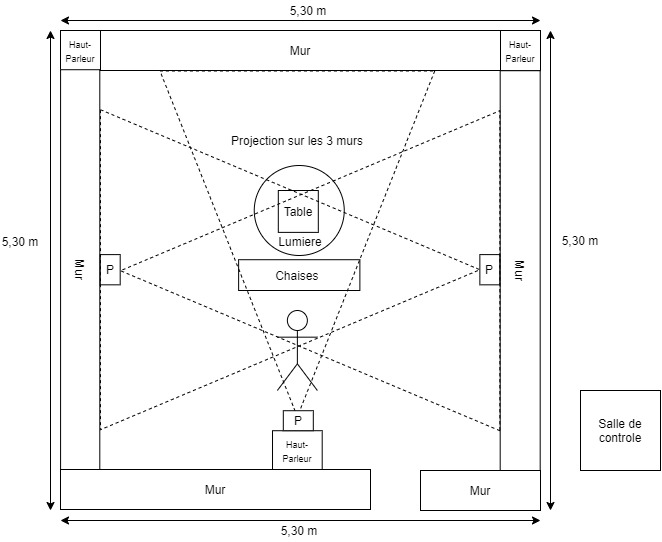 5,30 m
Haut-
Parleur
Mur
Haut-
Parleur
Projection sur les 3 murs
Table
Lumiere
5,30 m
5,30 m
Mur
P
Chaises
P
Mur
P
Haut-
Parleur
Salle de
controle
Mur
Mur
5,30 m